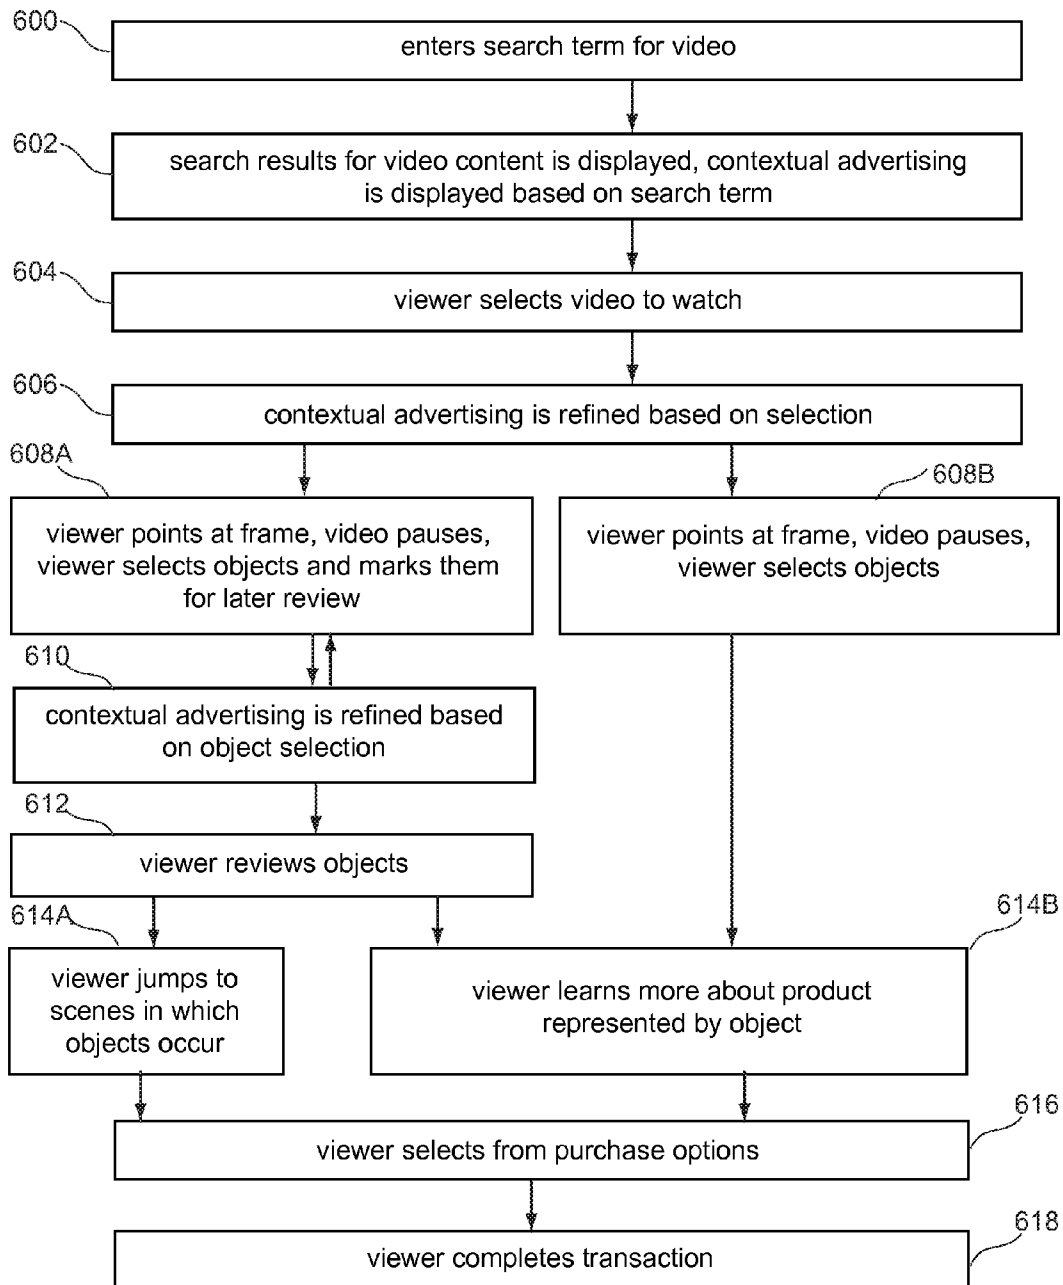 600
enters search term for video
602
search results for video content is displayed, contextual advertising
is displayed based on search term
604
viewer selects video to watch
606
contextual advertising is refined based on selection
608A
608B
viewer points at frame, video pauses,
viewer selects objects and marks them
for later review
viewer points at frame, video pauses,
viewer selects objects
610
contextual advertising is refined based
on object selection
612
viewer reviews objects
614A
614B
viewer jumps to
scenes in which
objects occur
viewer learns more about product
represented by object
616
viewer selects from purchase options
618
viewer completes transaction